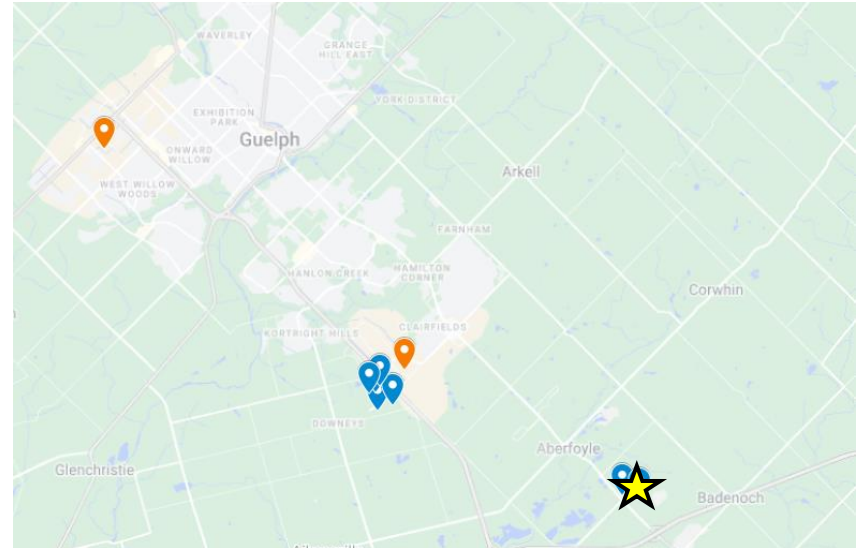 WAVERLEY
GRANGE
HILL EAST
YORK DISTRICT
EXHIBITION
PARK
Guelph
ONWARD
WILLOW
Arkell
WEST WILLOW
WOODS
FARNHAM
HANLON CREEK
HAMILTON
CORNER
Corwhin
KORTRIGHT HILLS
CLAIRFIELDS
DOWNEYS
Aberfoyle
Glenchristie
Badenoch